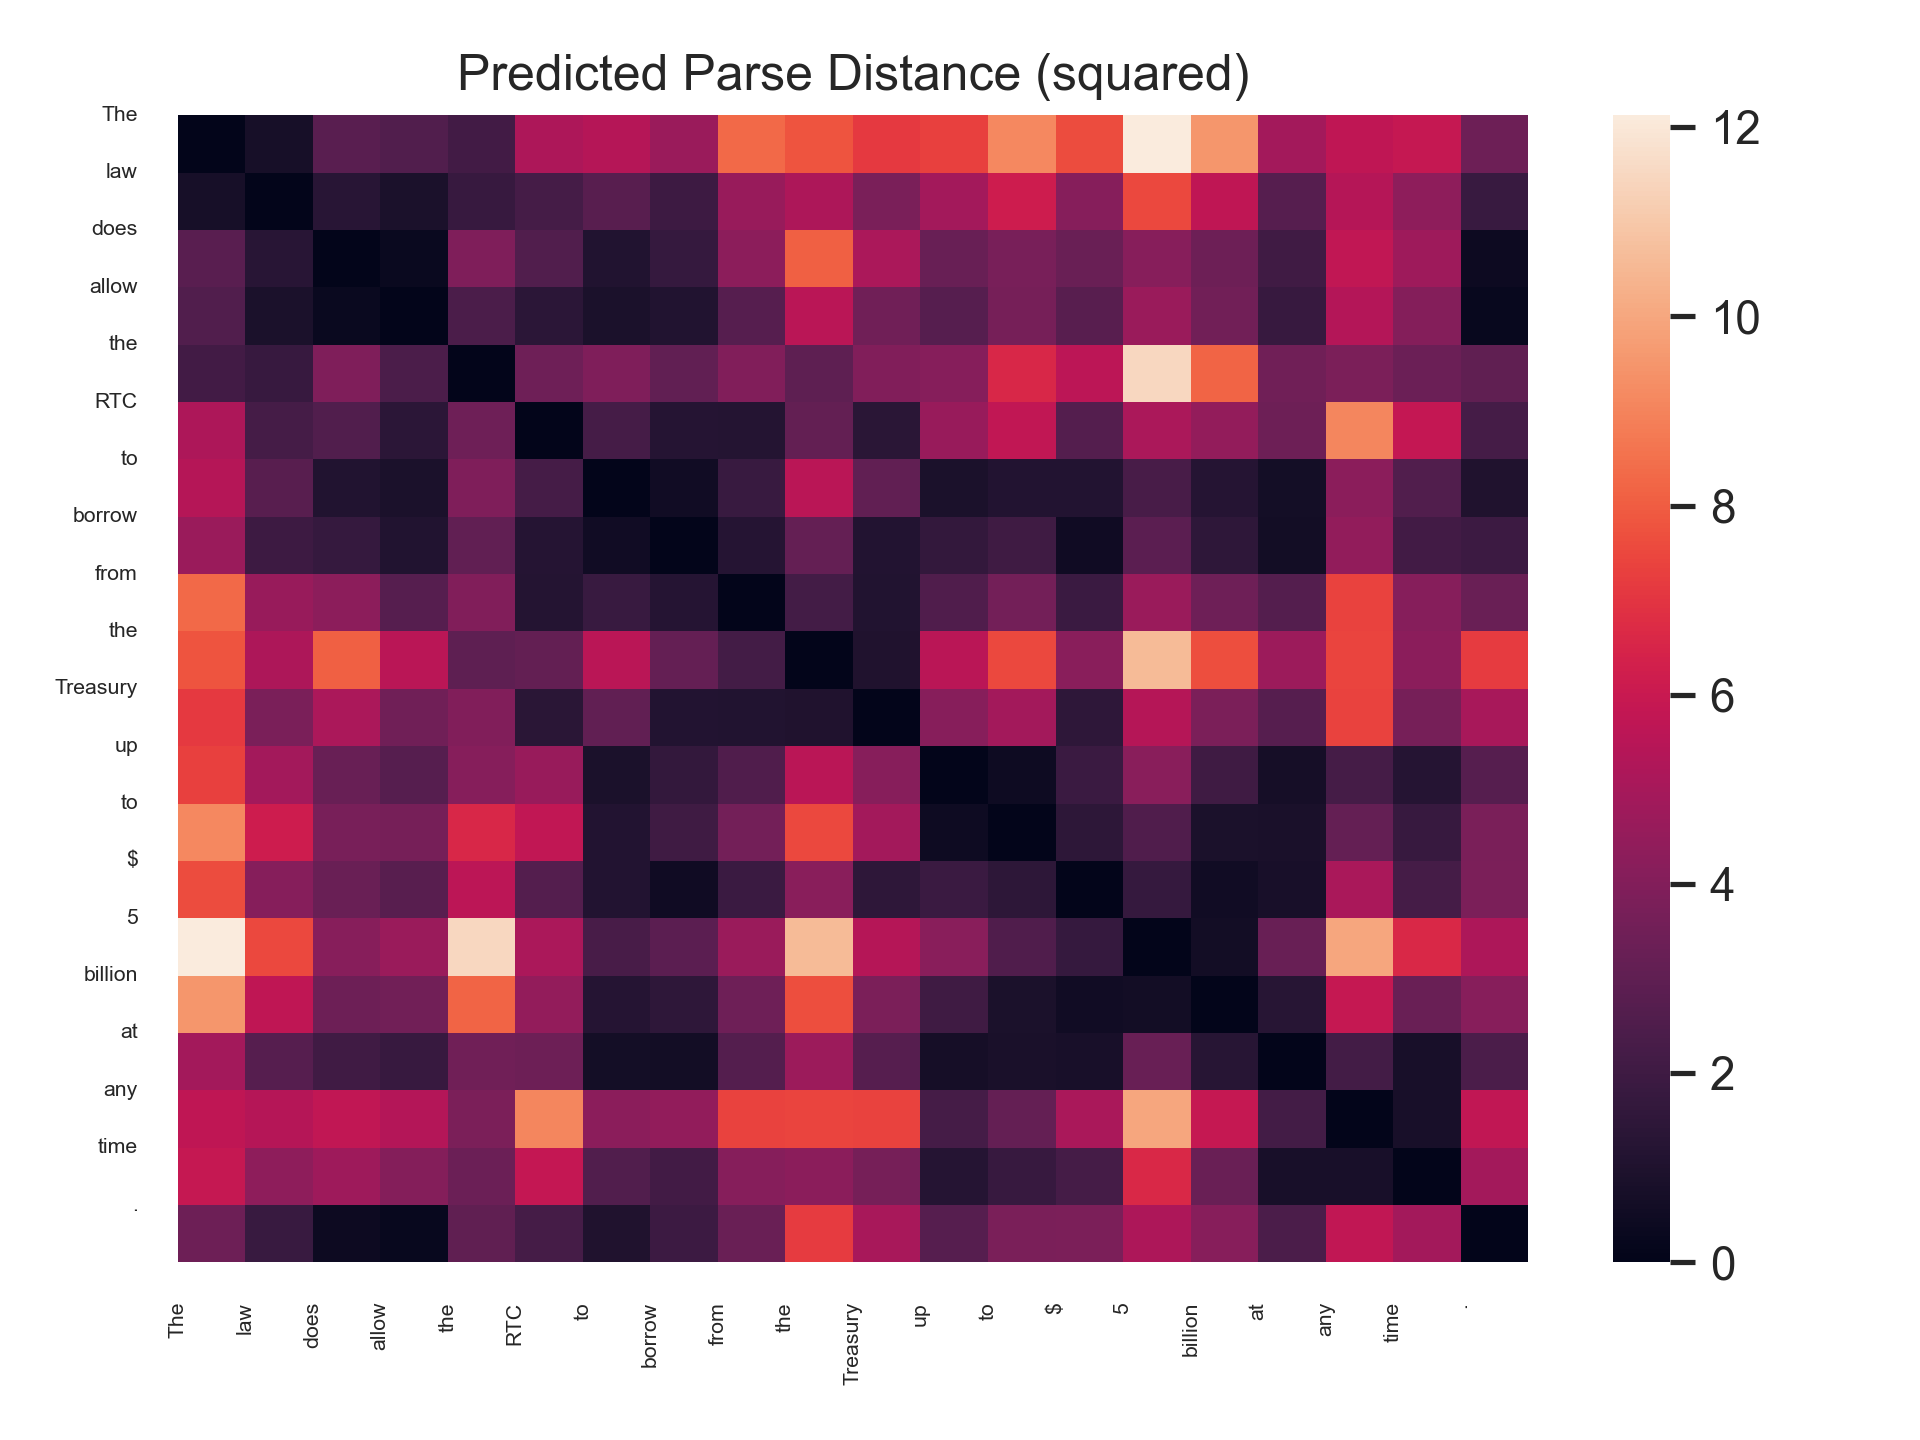 Predicted Parse Distance (squared)
The
law
does
allow
the
RTC
to
borrow
from
the
Treasury
up
to
$
5
billion
at
any
time
.
12
10
8
6
4
2
0
The
law
does
allow
the
RTC
to
borrow
from
the
Treasury
up
to
$
5
billion
at
any
time
.